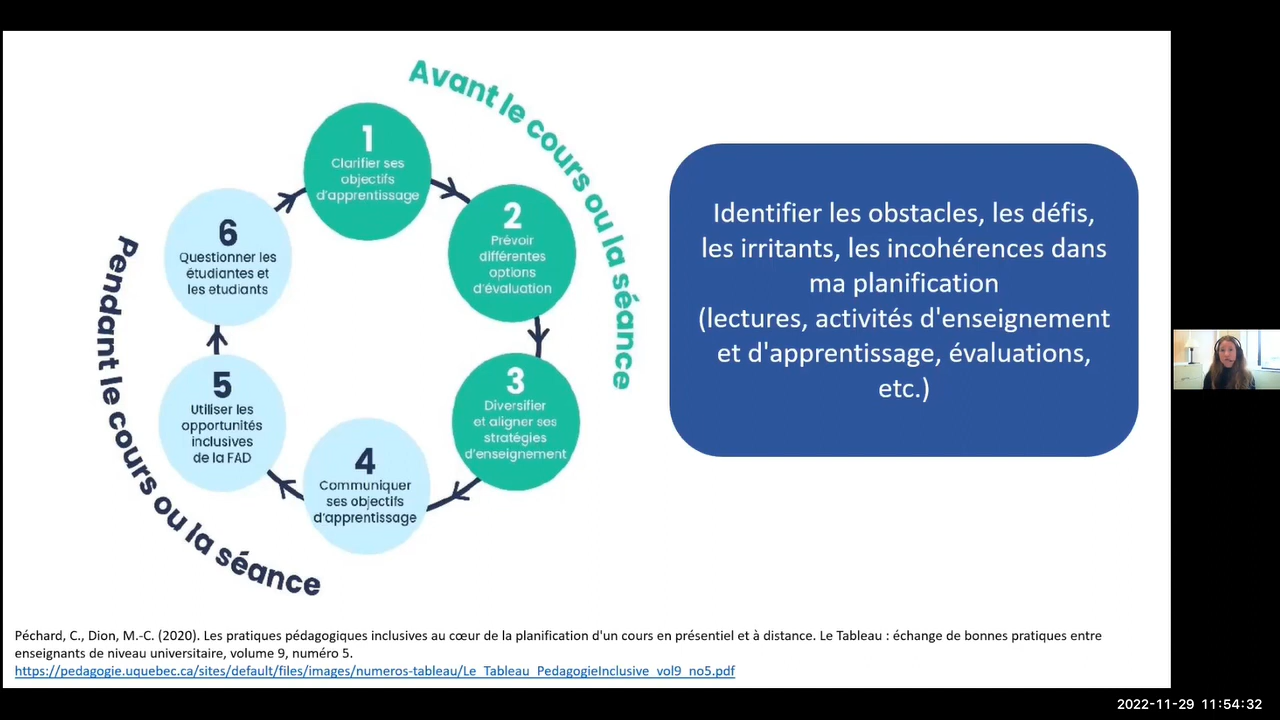 Avant le cours ou la séance
1
Clarifier ses
objectifs
d'apprentissage
2
Prévoir
différentes
options
d'évaluation
3
Diversifier
et aligner ses
stratégies
d'enseignement
4
Communiquer
ses objectifs
d'apprentissage
5
Utiliser les
opportunités
inclusives
de la FAD
6
Questionner les
étudiantes et
les etudiants
Pendant le cours ou la séance
Identifier les obstacles, les défis,
les irritants, les incohérences dans
ma planification
(lectures, activités d'enseignement
et d'apprentissage, évaluations,
etc.)
Péchard, C., Dion, M.-C. (2020). Les pratiques pédagogiques inclusives au cœur de la planification d'un cours en présentiel et à distance. Le Tableau : échange de bonnes pratiques entre
enseignants de niveau universitaire, volume 9, numéro 5.
https://pedagogie.uquebec.ca/sites/default/files/images/numeros-tableau/Le_Tableau_PedagogieInclusive_vol9_no5.pdf
2022-11-29 11:54:32